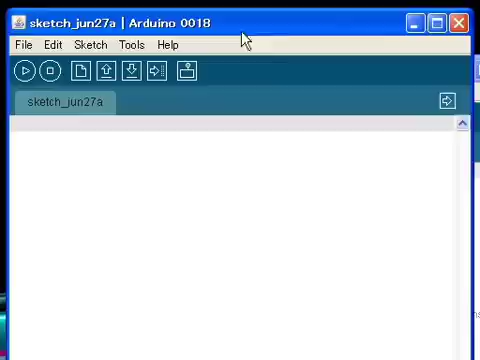 sketch_jun27a | Arduino 0018
File Edit Sketch Tools Help
sketch_jun27a